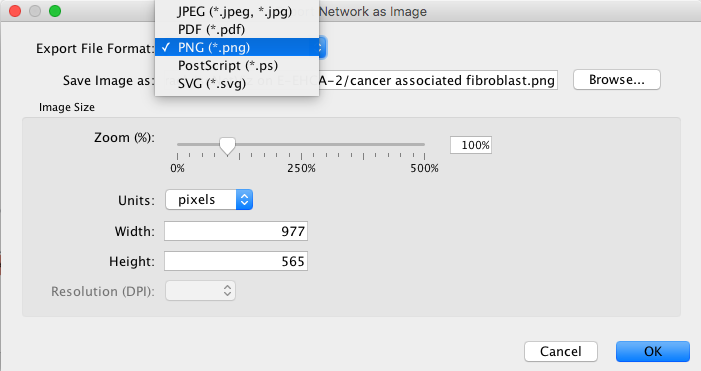 JPEG (*.jpeg, *.jpg)
Network as Image
PDF (*.pdf)
Export File Format:
✓ PNG (*.png)
PostScript (*.ps)
SVG (*.svg)
Save Image as:
-2/cancer associated fibroblast.png
Browse...
Image Size
Zoom (%):
100%
0%
250%
500%
Units:
pixels
Width:
977
Height:
565
Resolution (DPI):
Cancel
OK